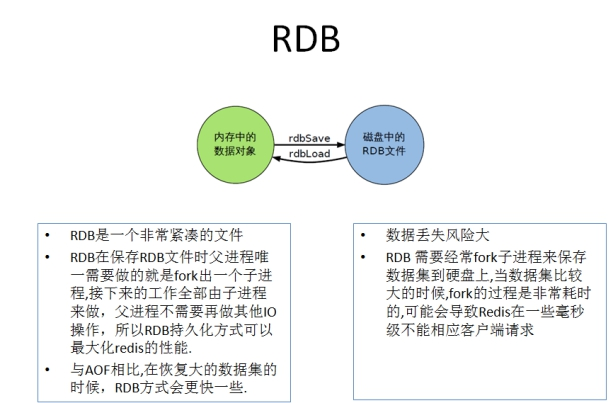 RDB
内存中的
数据对象
rdbSave
rdbLoad
磁盘中的
RDB文件
• RDB是一个非常紧凑的文件
• RDB在保存RDB文件时父进程唯
一需要做的就是fork出一个子进
程,接下来的工作全部由子进程
来做，父进程不需要再做其他IO
操作，所以RDB持久化方式可以
最大化redis的性能.
• 与AOF相比,在恢复大的数据集的
时候，RDB方式会更快一些.
• 数据丢失风险大
• RDB 需要经常fork子进程来保存
数据集到硬盘上,当数据集比较
大的时候,fork的过程是非常耗时
的,可能会导致Redis在一些毫秒
级不能相应客户端请求